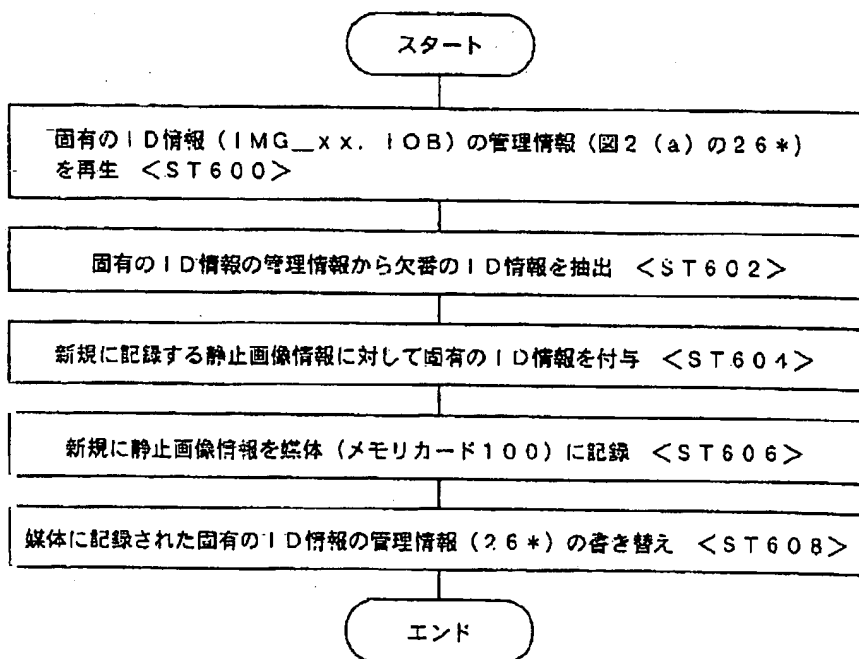 スタート
固有のID情報(IMG__xx. IOB)の管理情報(図2(a)の26*)
を再生 <ST600>
固有のID情報の管理情報から欠番のID情報を抽出 <ST602>
新規に記録する静止画像情報に対して固有のID情報を付与 <ST604>
新規に静止画像情報を媒体(メモリカード100)に記録 <ST606>
媒体に記録された固有のID情報の管理情報(26*)の書き替え <ST608>
エンド